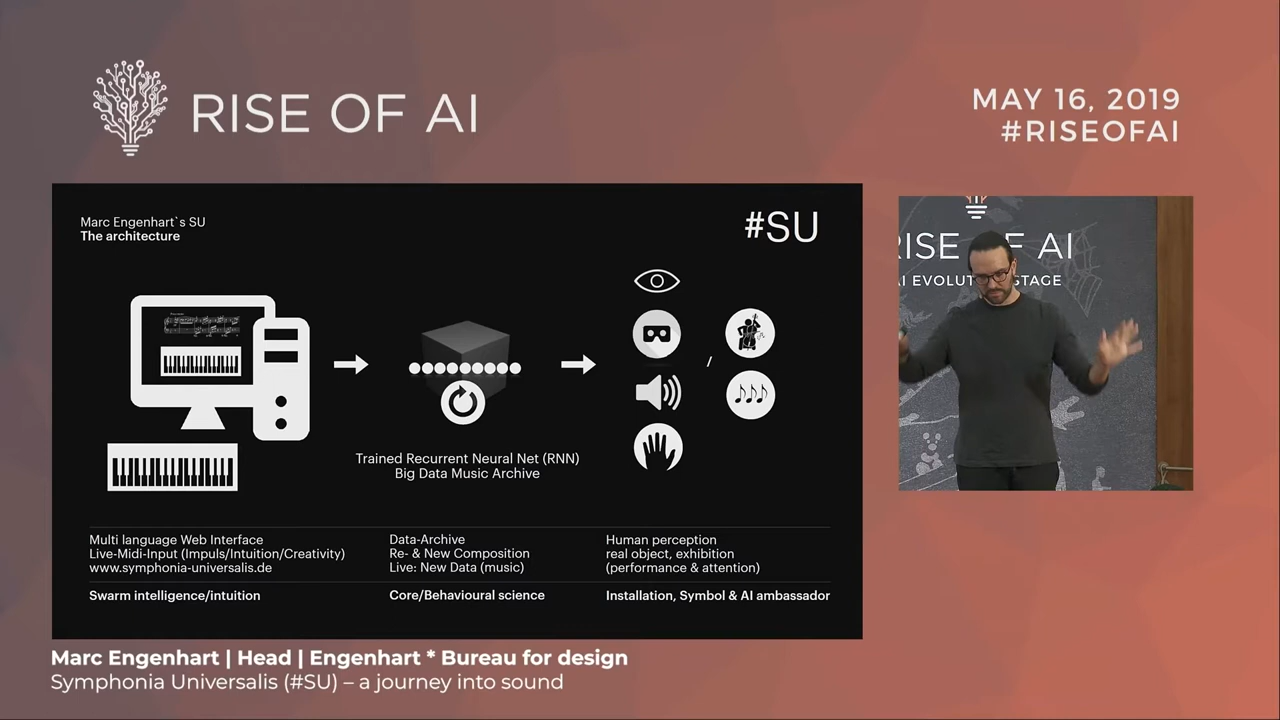 RISE OF AI
MAY 16, 2019
#RISEOFAI
Marc Engenhart`s SU
The architecture
#SU
/
Trained Recurrent Neural Net (RNN)
Big Data Music Archive
Multi language Web Interface
Live-Midi-Input (Impuls/Intuition/Creativity)
www.symphonia-universalis.de
Swarm intelligence/intuition
Data-Archive
Re- & New Composition
Live: New Data (music)
Core/Behavioural science
Human perception
real object, exhibition
(performance & attention)
Installation, Symbol & AI ambassador
RISE OF AI
AI EVOLUT STAGE
Marc Engenhart | Head | Engenhart * Bureau for design
Symphonia Universalis (#SU) – a journey into sound